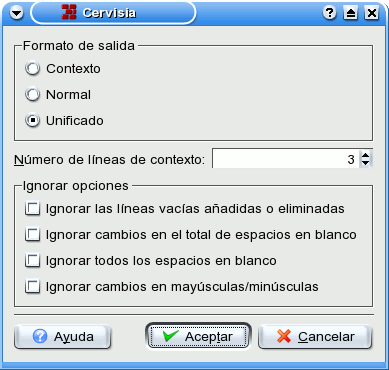 Cervisia
Formato de salida
Contexto
Normal
Unificado
Número de líneas de contexto: 3
Ignorar opciones
Ignorar las líneas vacías añadidas o eliminadas
Ignorar cambios en el total de espacios en blanco
Ignorar todos los espacios en blanco
Ignorar cambios en mayúsculas/minúsculas
Ayuda Aceptar Cancelar